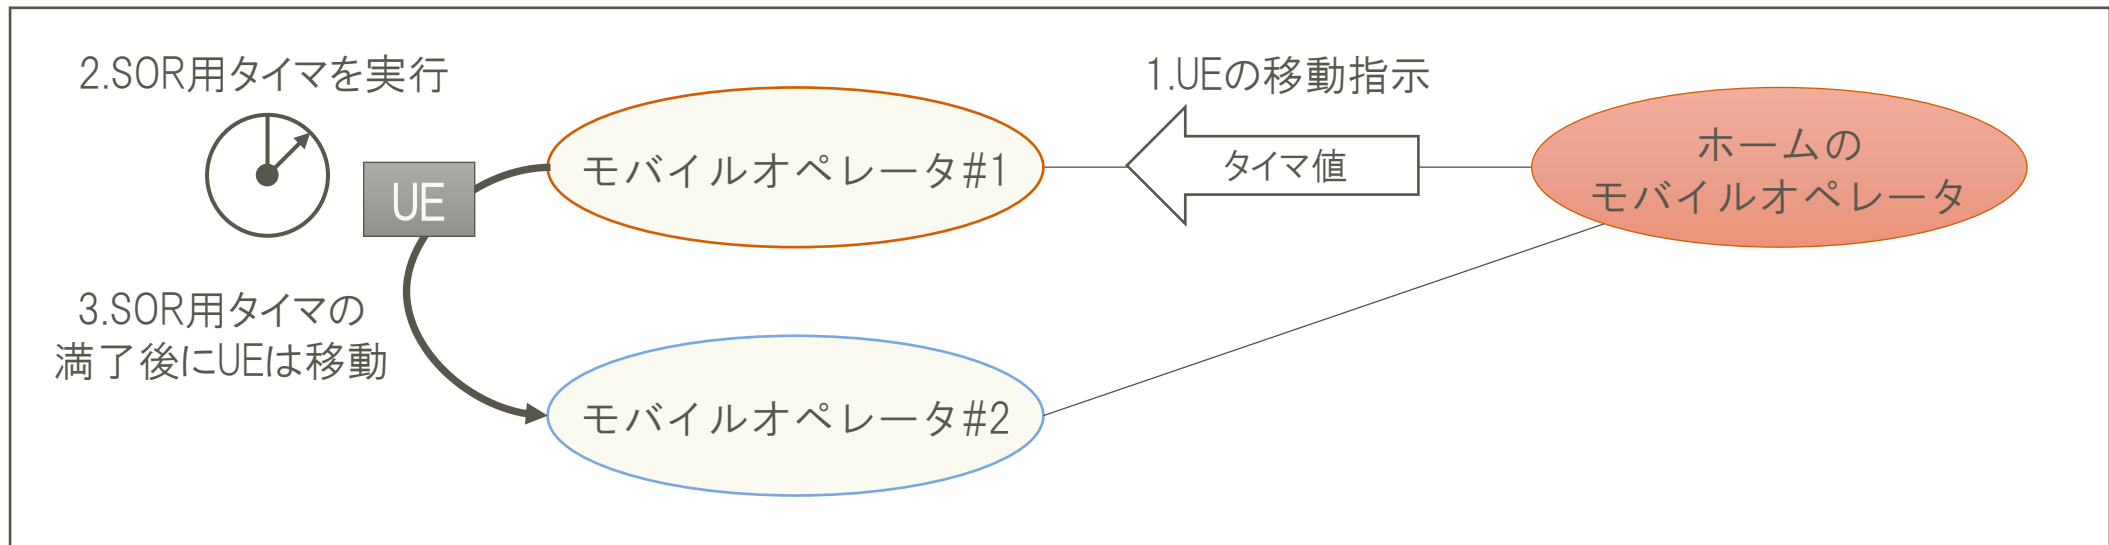 2.SOR用タイマを実行
1.UEの移動指示
タイマ値
ホームの
モバイルオペレータ
モバイルオペレータ#1
UE
3.SOR用タイマの
満了後にUEは移動
モバイルオペレータ#2